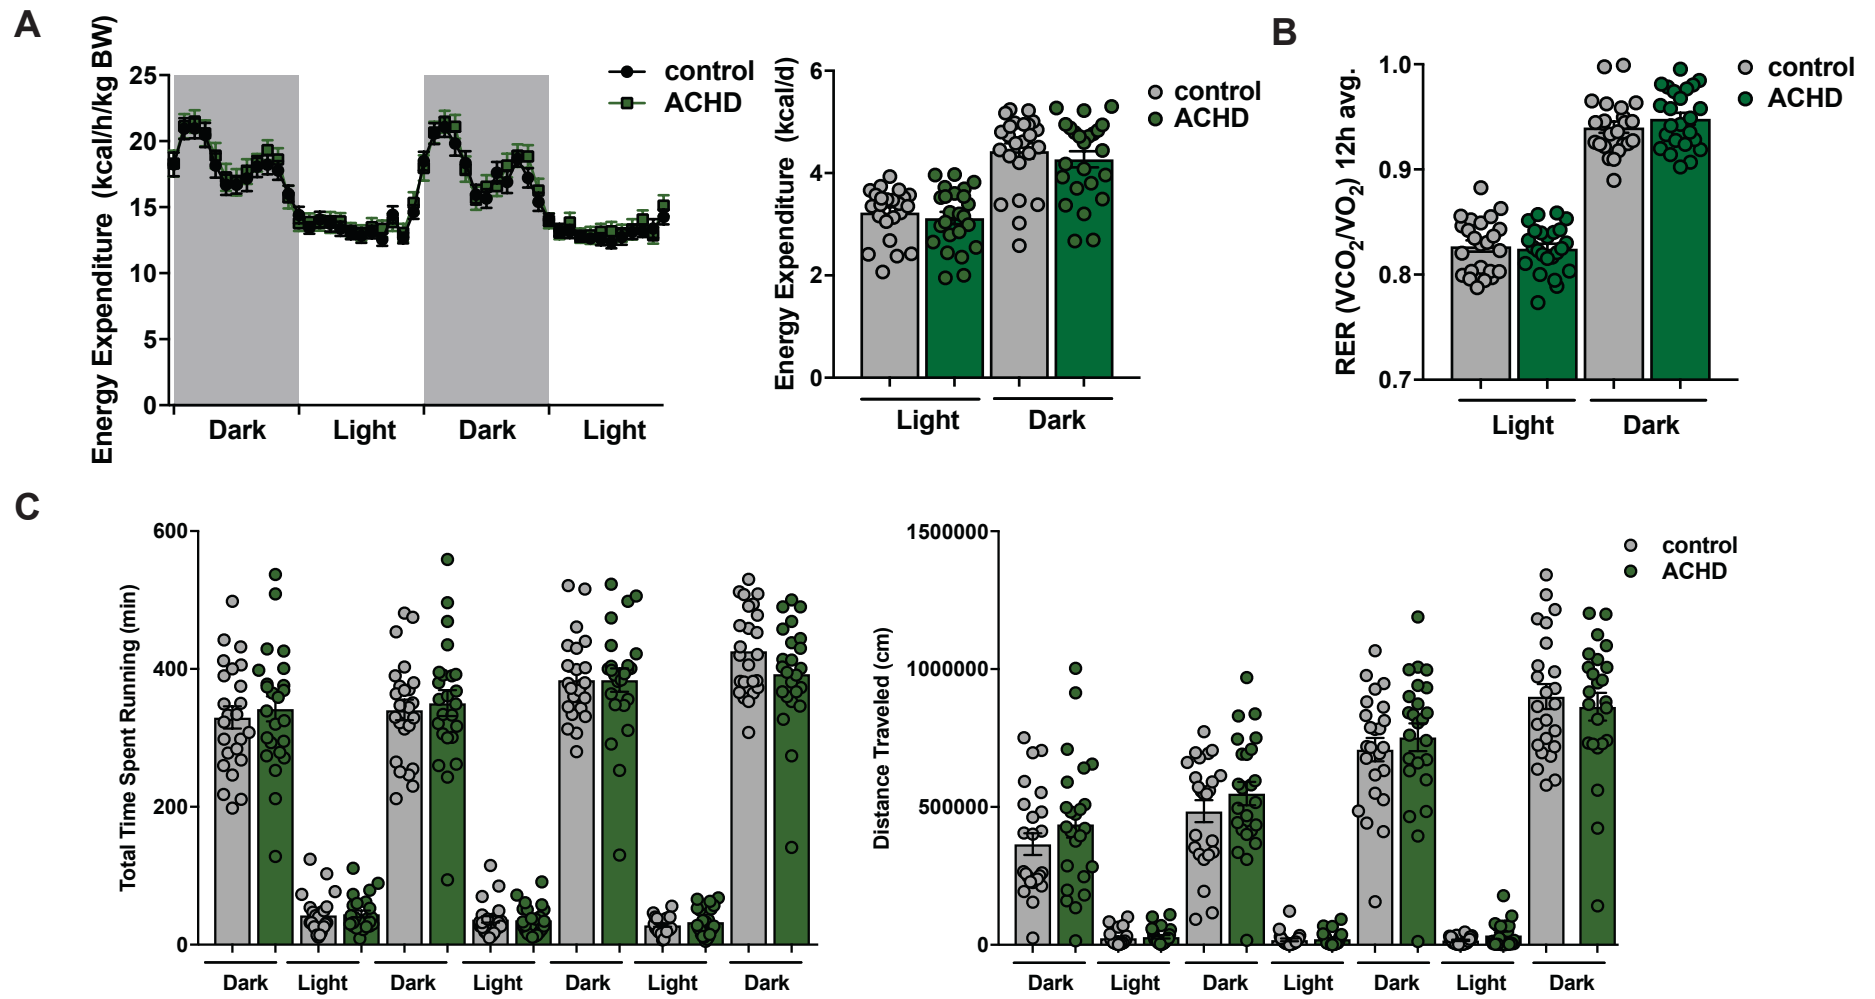 A
Energy Expenditure (kcal/h/kg BW)
25
20
15
10
5
0
Dark
Light
Dark
Light
control
ACHD
Energy Expenditure (kcal/d)
6
4
2
0
Light
Dark
control
ACHD
B
RER (VCO2/VO2) 12h avg.
1.0
0.9
0.8
0.7
Light
Dark
control
ACHD
C
Total Time Spent Running (min)
600
400
200
0
Dark
Light
Dark
Light
Dark
Light
Dark
Distance Traveled (cm)
1500000
1000000
500000
0
Dark
Light
Dark
Light
Dark
Light
Dark
control
ACHD